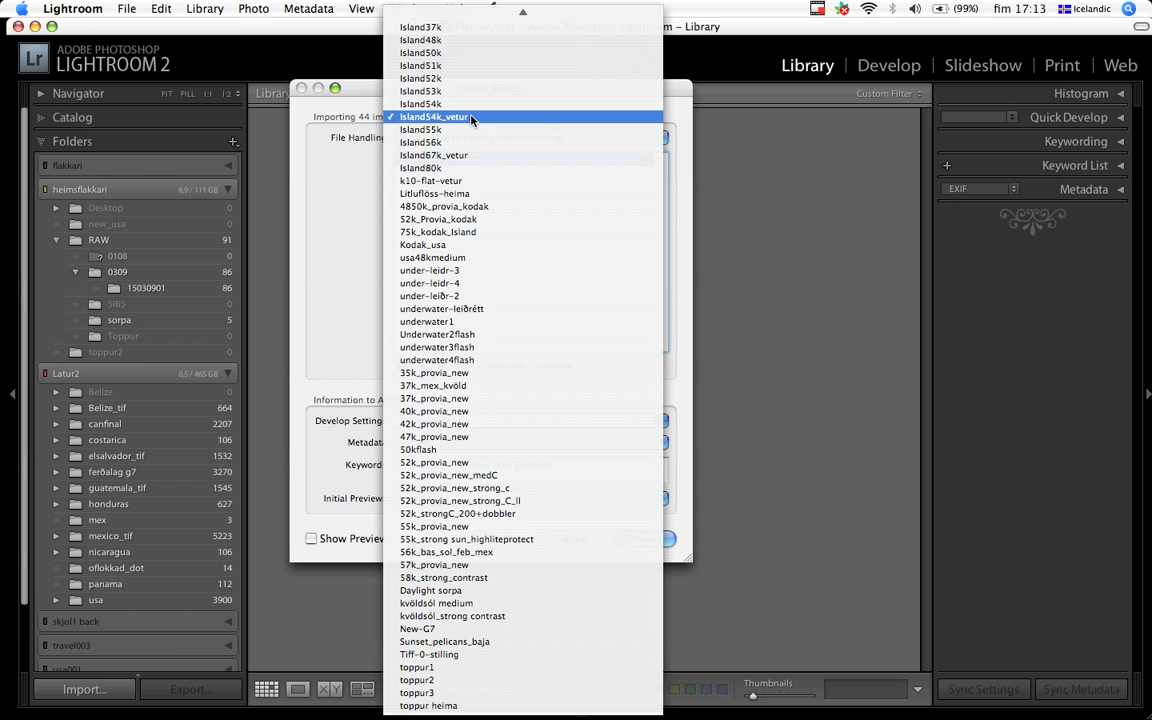 Lightroom File Edit Library Photo Metadata View (99%) fim 17:13 Icelandic
– Library
Lr ADOBE PHOTOSHOP
LIGHTROOM 2
Library | Develop | Slideshow | Print | Web
Navigator FIT FILL 1:1 1:2
Catalog
Folders
flakkari
heimsflakkari 8,9 / 111 GB
Desktop 0
new_usa 0
RAW 91
0108 0
0309 86
15030901 86
SIBS 0
sorpa 5
Toppur 0
toppur2 0
Latur2 0,5 / 465 GB
Belize 0
Belize_tif 664
canfinal 2207
costarica 106
elsalvador_tif 1532
ferðalag g7 3270
guatemala_tif 1545
honduras 627
mex 3
mexico_tif 5223
nicaragua 106
oflokkad_dot 14
panama 112
usa 3900
skjol1 back
travel003
usa001
Import...
Export...
Library
Importing 44 im
File Handling
Information to A
Develop Setting
Metadat
Keyword
Initial Preview
Show Previe
Island37k
Island48k
Island50k
Island51k
Island52k
Island53k
Island54k
✓ Island54k_vetur
Island55k
Island56k
Island67k_vetur
Island80k
k10-flat-vetur
Litluflöss-heima
4850k_provia_kodak
52k_Provia_kodak
75k_kodak_Island
Kodak_usa
usa48kmedium
under-leidr-3
under-leidr-4
under-leiðr-2
underwater-leiðrétt
underwater1
Underwater2flash
underwater3flash
underwater4flash
35k_provia_new
37k_mex_kvöld
37k_provia_new
40k_provia_new
42k_provia_new
47k_provia_new
50kflash
52k_provia_new
52k_provia_new_medC
52k_provia_new_strong_c
52k_provia_new_strong_C_II
52k_strongC_200+dobbler
55k_provia_new
55k_strong sun_highliteprotect
56k_bas_sol_feb_mex
57k_provia_new
58k_strong_contrast
Daylight sorpa
kvöldsól medium
kvöldsól_strong contrast
New-G7
Sunset_pelicans_baja
Tiff-0-stilling
toppur1
toppur2
toppur3
toppur heima
Custom Filter
Histogram
Quick Develop
Keywording
+ Keyword List
EXIF Metadata
Thumbnails
Sync Settings
Sync Metadata